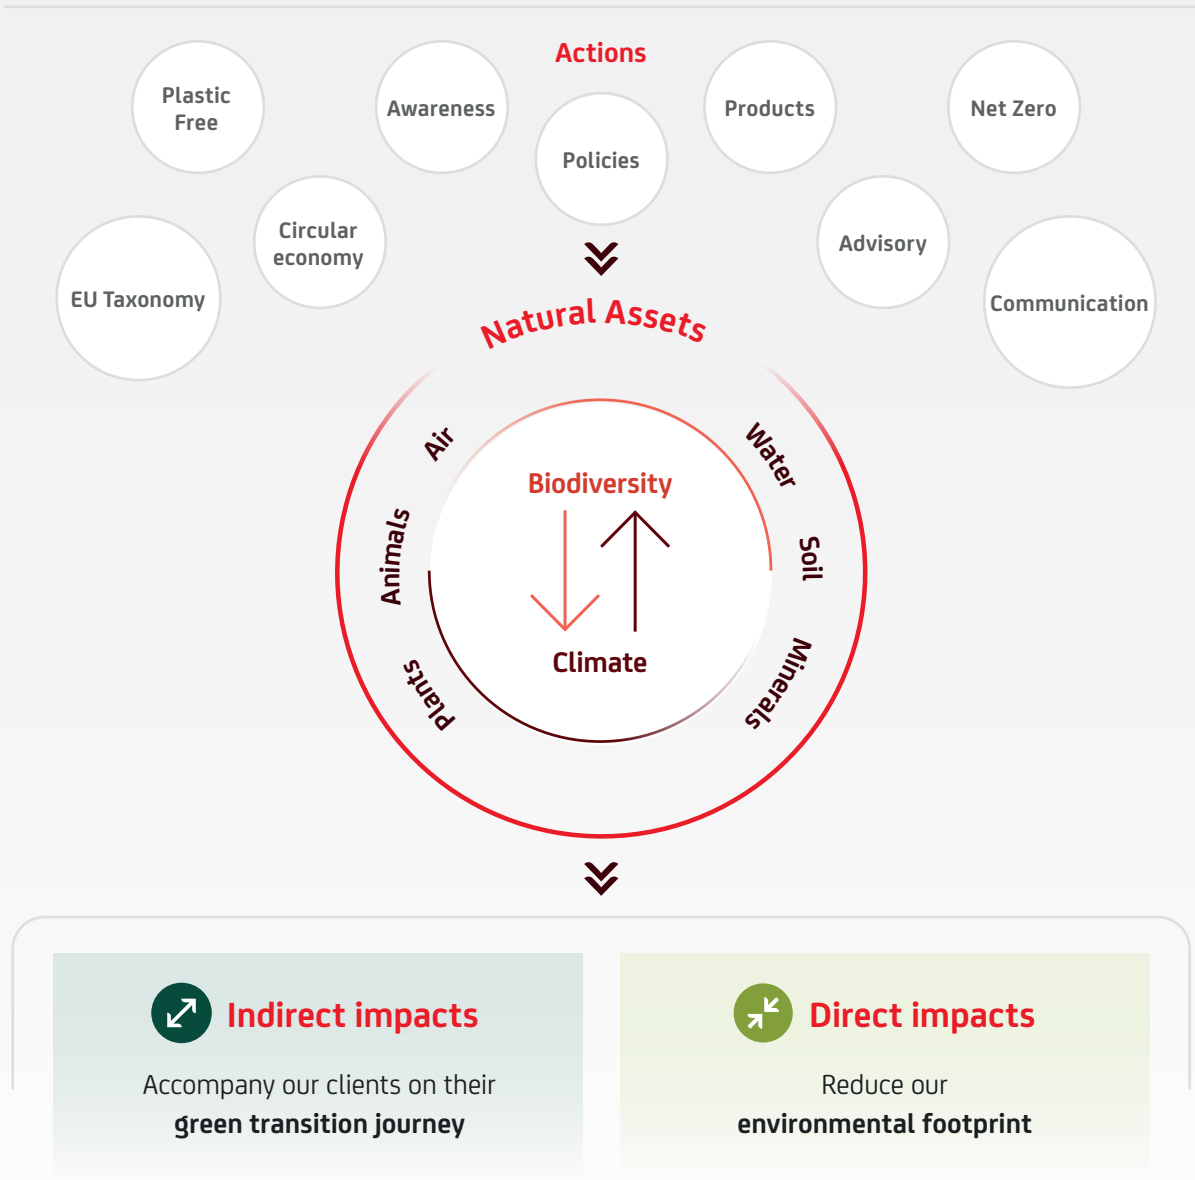 Actions
Plastic
Free
Awareness
Policies
Products
Net Zero
EU Taxonomy
Circular
economy
Advisory
Communication
Natural Assets
Air
Water
Animals
Soil
Plants
Minerals
Biodiversity
Climate
Indirect impacts
Accompany our clients on their
green transition journey
Direct impacts
Reduce our
environmental footprint